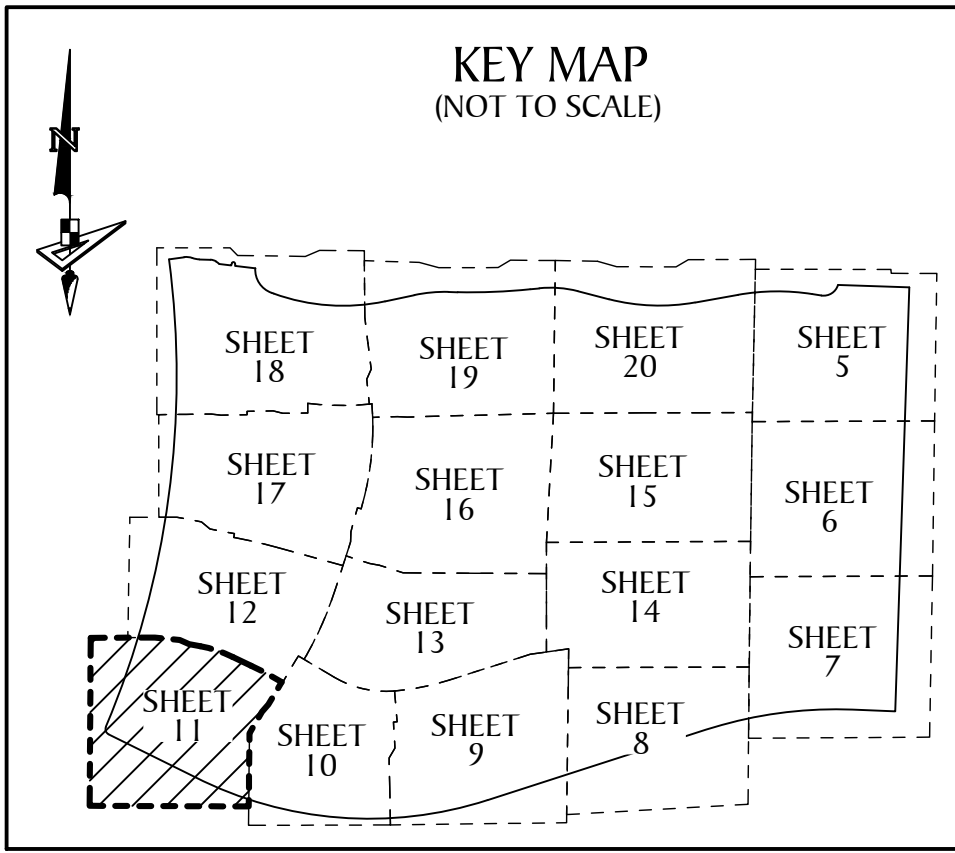 KEY MAP
(NOT TO SCALE)
N
SHEET
18
SHEET
19
SHEET
20
SHEET
5
SHEET
17
SHEET
16
SHEET
15
SHEET
6
SHEET
12
SHEET
13
SHEET
14
SHEET
7
SHEET
11
SHEET
10
SHEET
9
SHEET
8